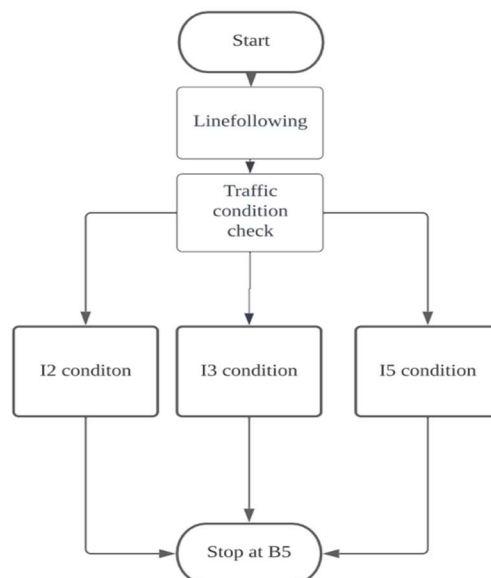 Start
Linefollowing
Traffic
condition
check
I2 conditon
I3 condition
I5 condition
Stop at B5